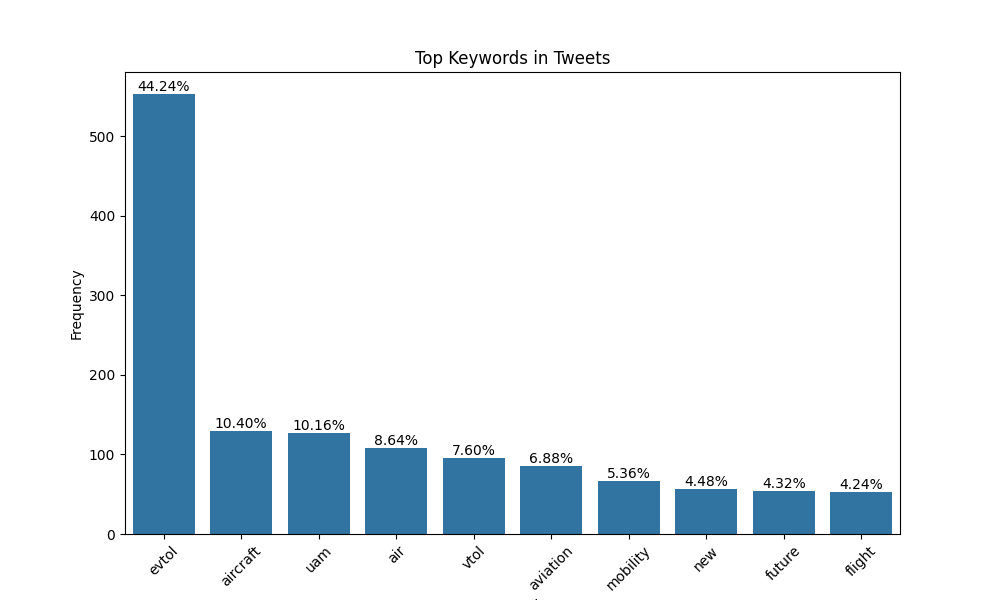 Top Keywords in Tweets
Frequency
500
400
300
200
100
0
44.24%
10.40%
10.16%
8.64%
7.60%
6.88%
5.36%
4.48%
4.32%
4.24%
evtol
aircraft
uam
air
vtol
aviation
mobility
new
future
flight